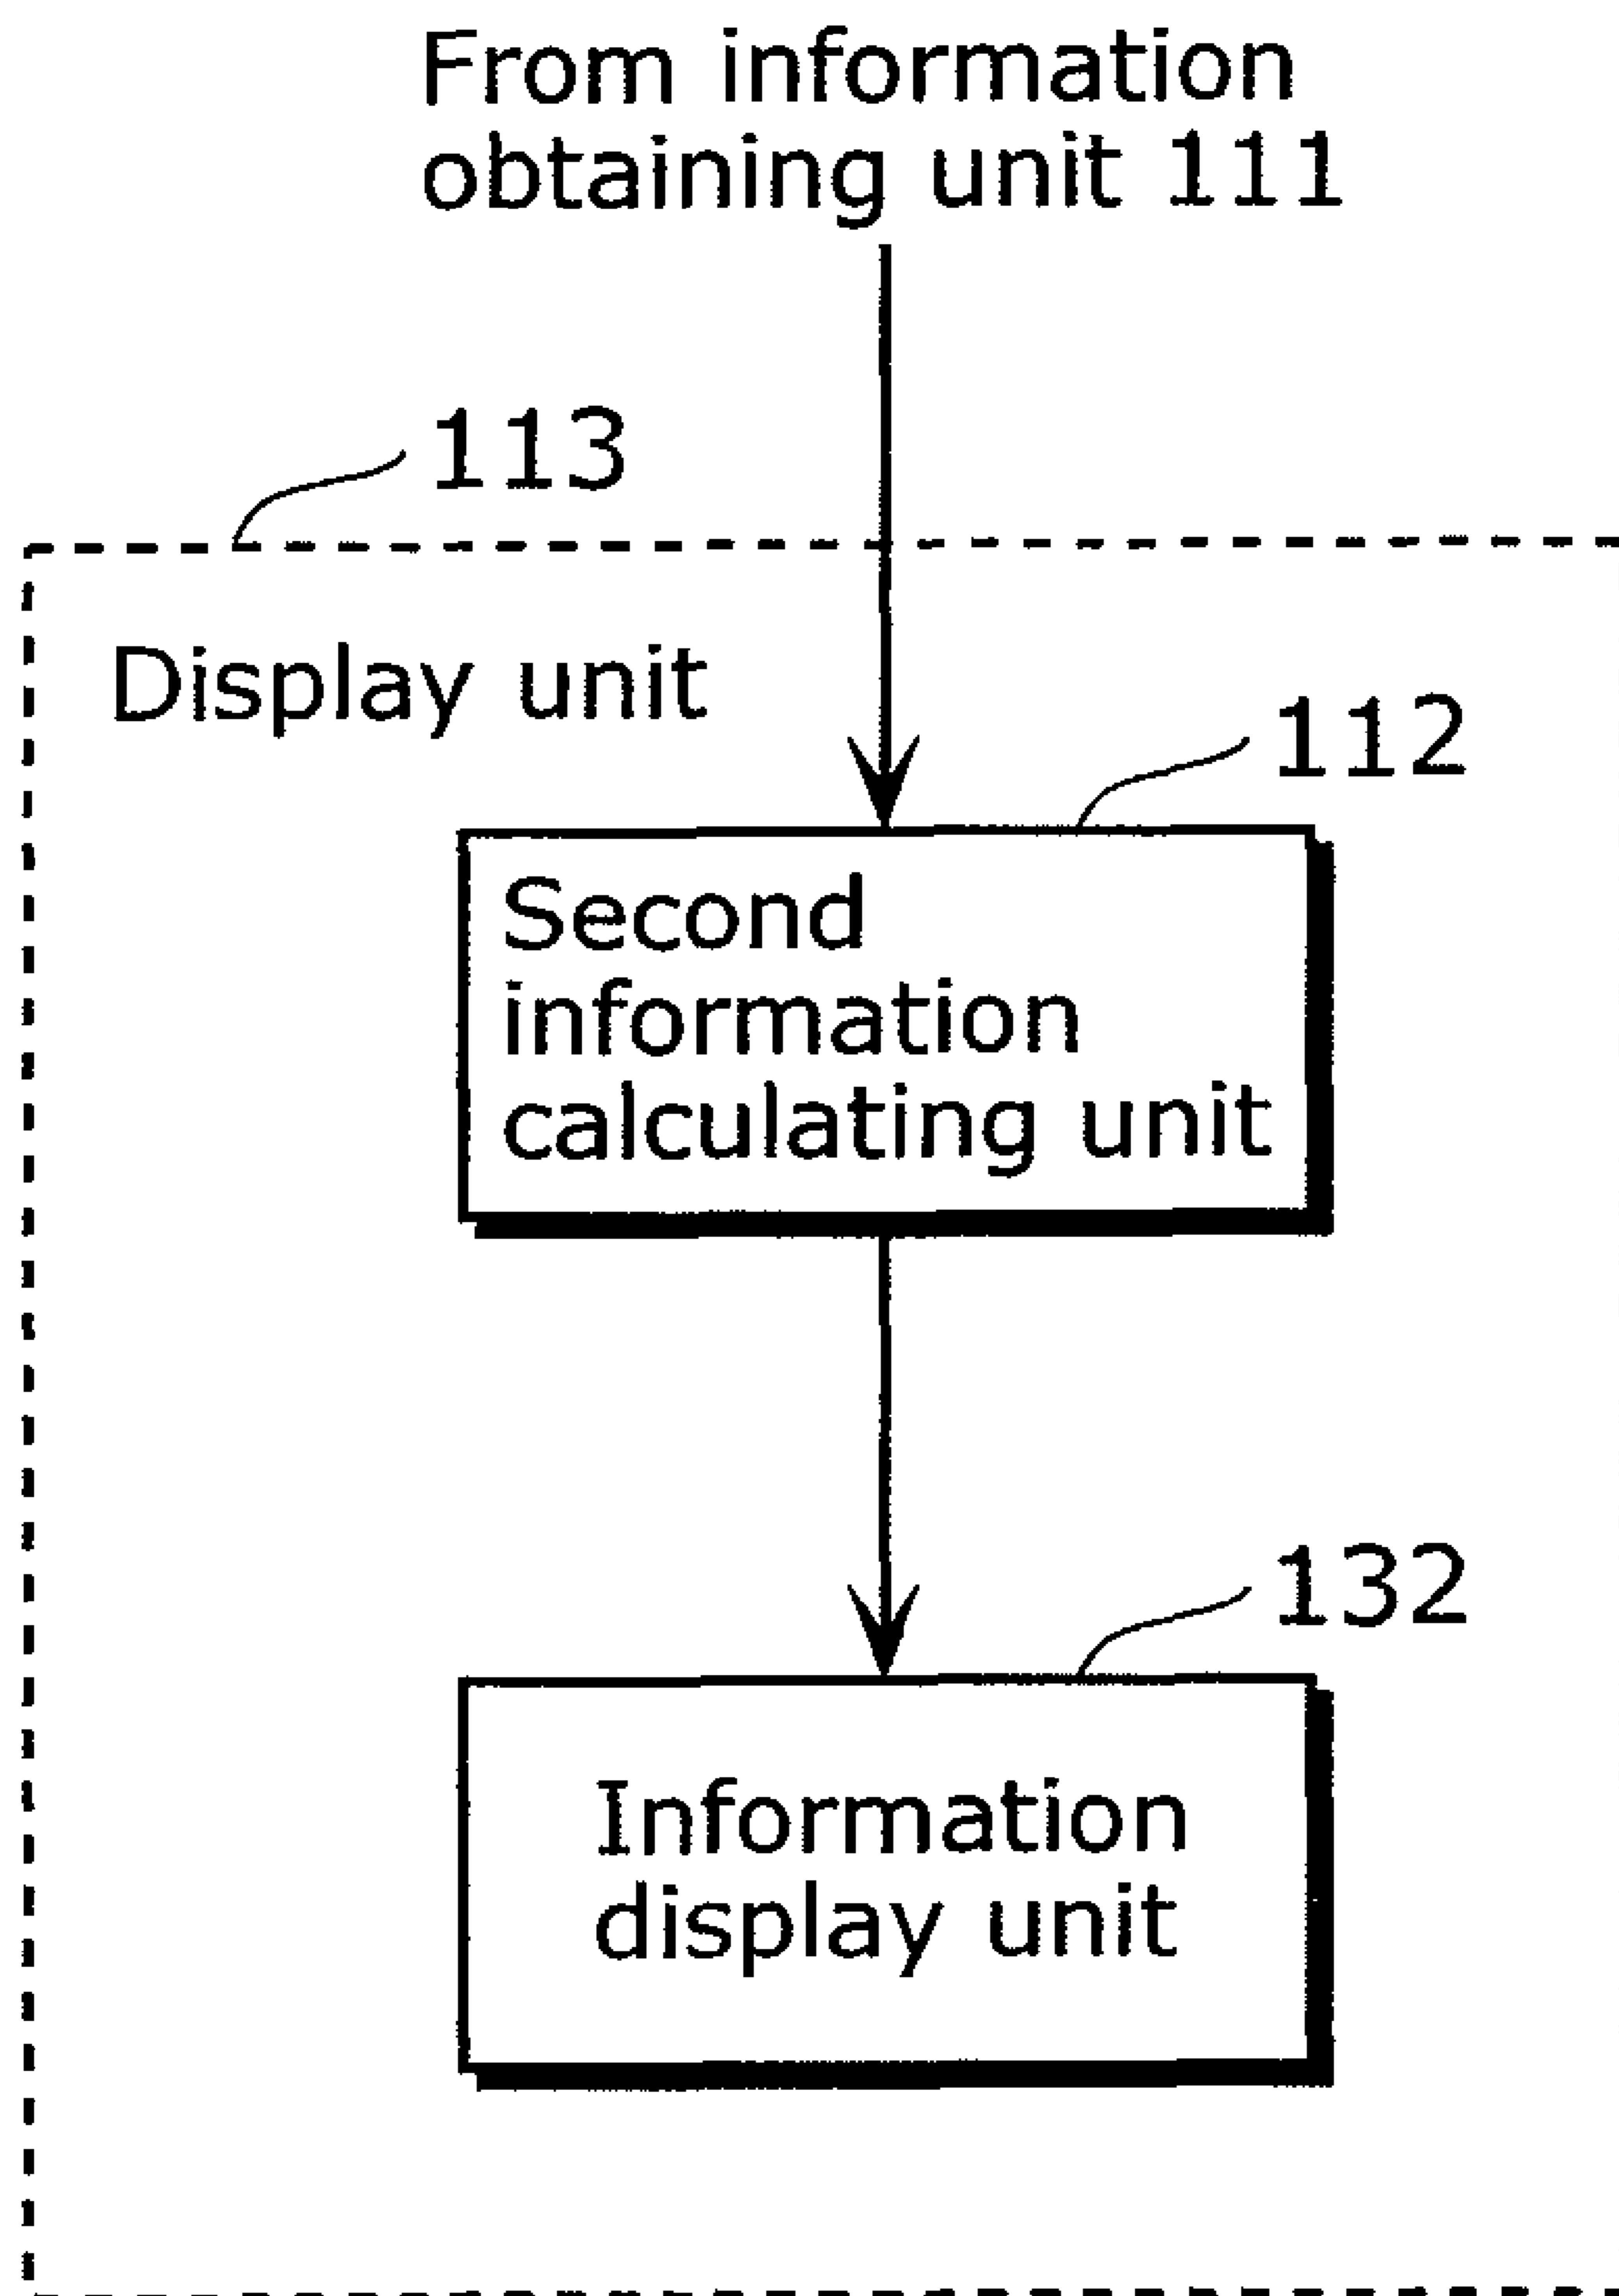 From information
obtaining unit 111
113
Display unit
112
Second
information
calculating unit
132
Information
display unit